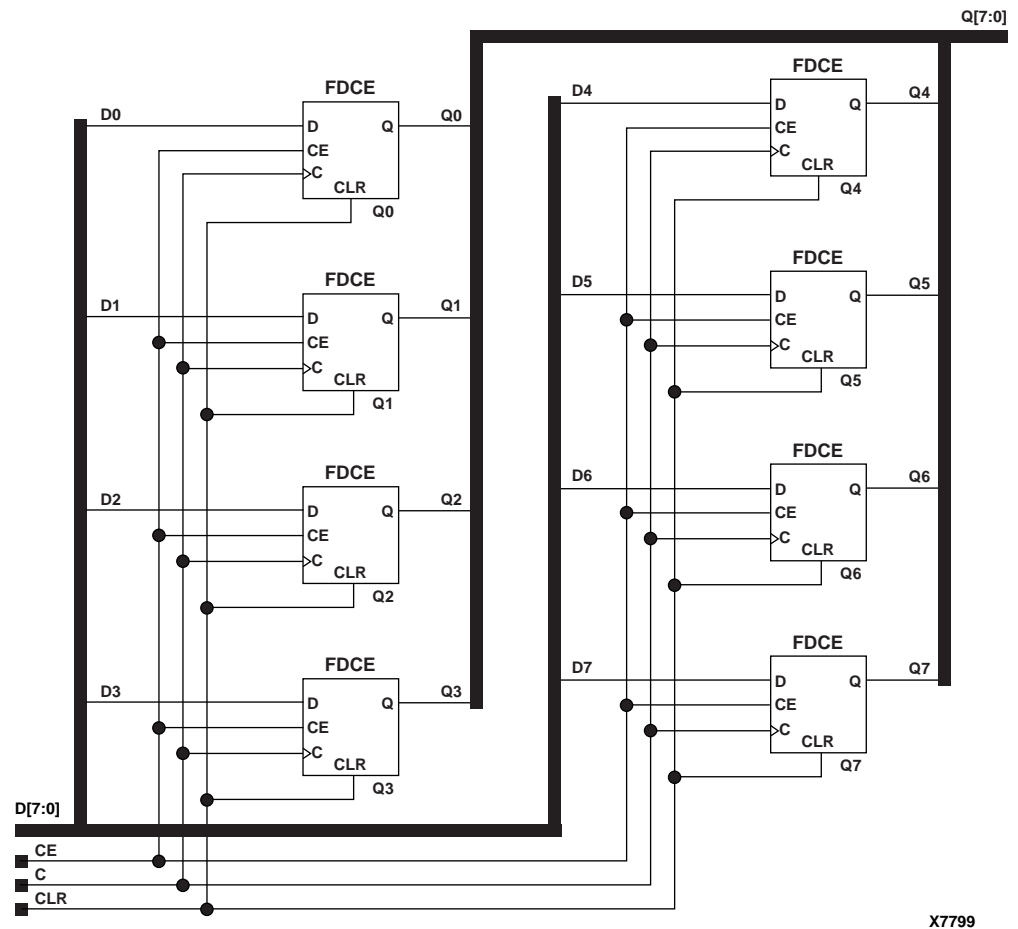 Q[7:0]
FDCE
D0
D
Q
Q0
CE
C
CLR
Q0
FDCE
D1
D
Q
Q1
CE
C
CLR
Q1
FDCE
D2
D
Q
Q2
CE
C
CLR
Q2
FDCE
D3
D
Q
Q3
CE
C
CLR
Q3
FDCE
D4
D
Q
Q4
CE
C
CLR
Q4
FDCE
D5
D
Q
Q5
CE
C
CLR
Q5
FDCE
D6
D
Q
Q6
CE
C
CLR
Q6
FDCE
D7
D
Q
Q7
CE
C
CLR
Q7
D[7:0]
CE
C
CLR
X7799